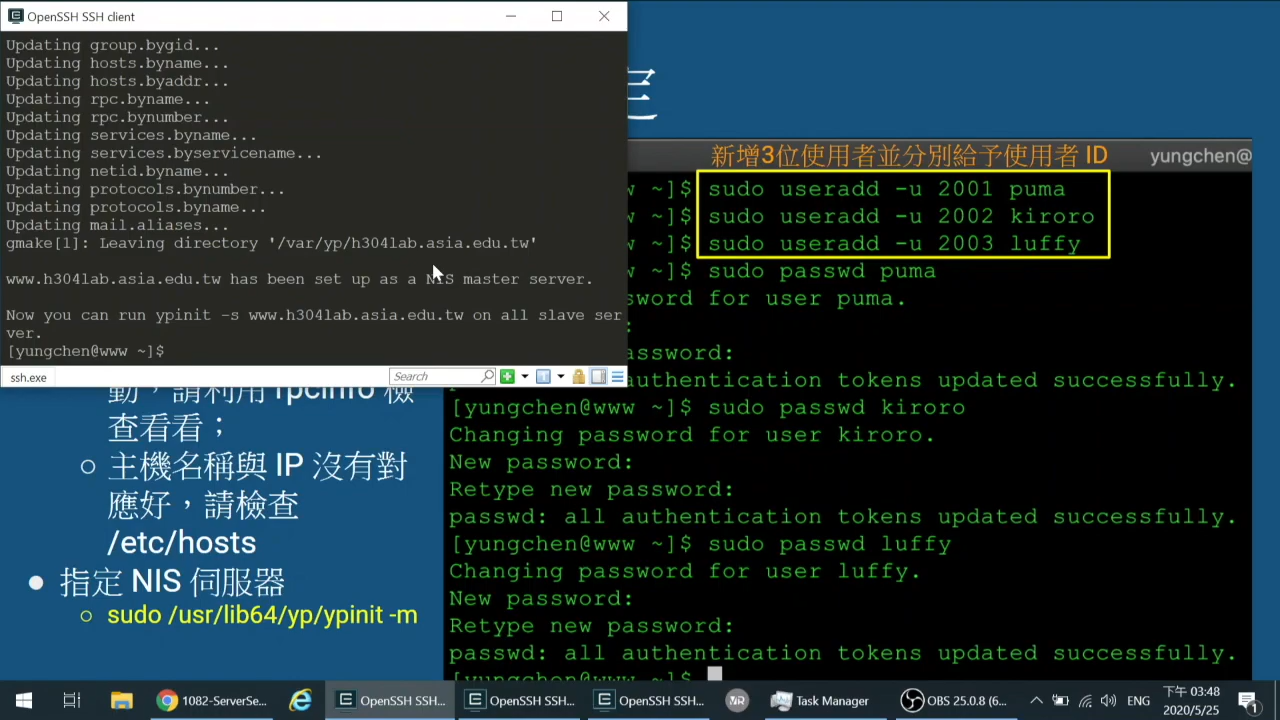 OpenSSH SSH client
Updating group.bygid...
Updating hosts.byname...
Updating hosts.byaddr...
Updating rpc.byname...
Updating rpc.bynumber...
Updating services.byname...
Updating services.byservicename...
Updating netid.byname...
Updating protocols.bynumber...
Updating protocols.byname...
Updating mail.aliases...
gmake[1]: Leaving directory '/var/yp/h304lab.asia.edu.tw'
www.h304lab.asia.edu.tw has been set up as a NIS master server.
Now you can run ypinit -s www.h304lab.asia.edu.tw on all slave ser
ver.
[yungchen@www ~]$
ssh.exe
Search
新增3位使用者並分別給予使用者 ID
yungchen@
w ~]$ sudo useradd -u 2001 puma
w ~]$ sudo useradd -u 2002 kiroro
w ~]$ sudo useradd -u 2003 luffy
w ~]$ sudo passwd puma
sword for user puma.
:
ssword:
authentication tokens updated successfully.
[yungchen@www ~]$ sudo passwd kiroro
Changing password for user kiroro.
New password:
Retype new password:
passwd: all authentication tokens updated successfully.
[yungchen@www ~]$ sudo passwd luffy
Changing password for user luffy.
New password:
Retype new password:
passwd: all authentication tokens updated successfully.
[yungchen@www ~]$
動，請利用 rpcinfo 檢
查看看；
主機名稱與 IP 沒有對
應好，請檢查
/etc/hosts
指定 NIS 伺服器
sudo /usr/lib64/yp/ypinit -m
1082-ServerSe...
OpenSSH SSH...
OpenSSH SSH...
OpenSSH SSH...
Task Manager
OBS 25.0.8 (6...
ENG
下午 03:48
2020/5/25
1